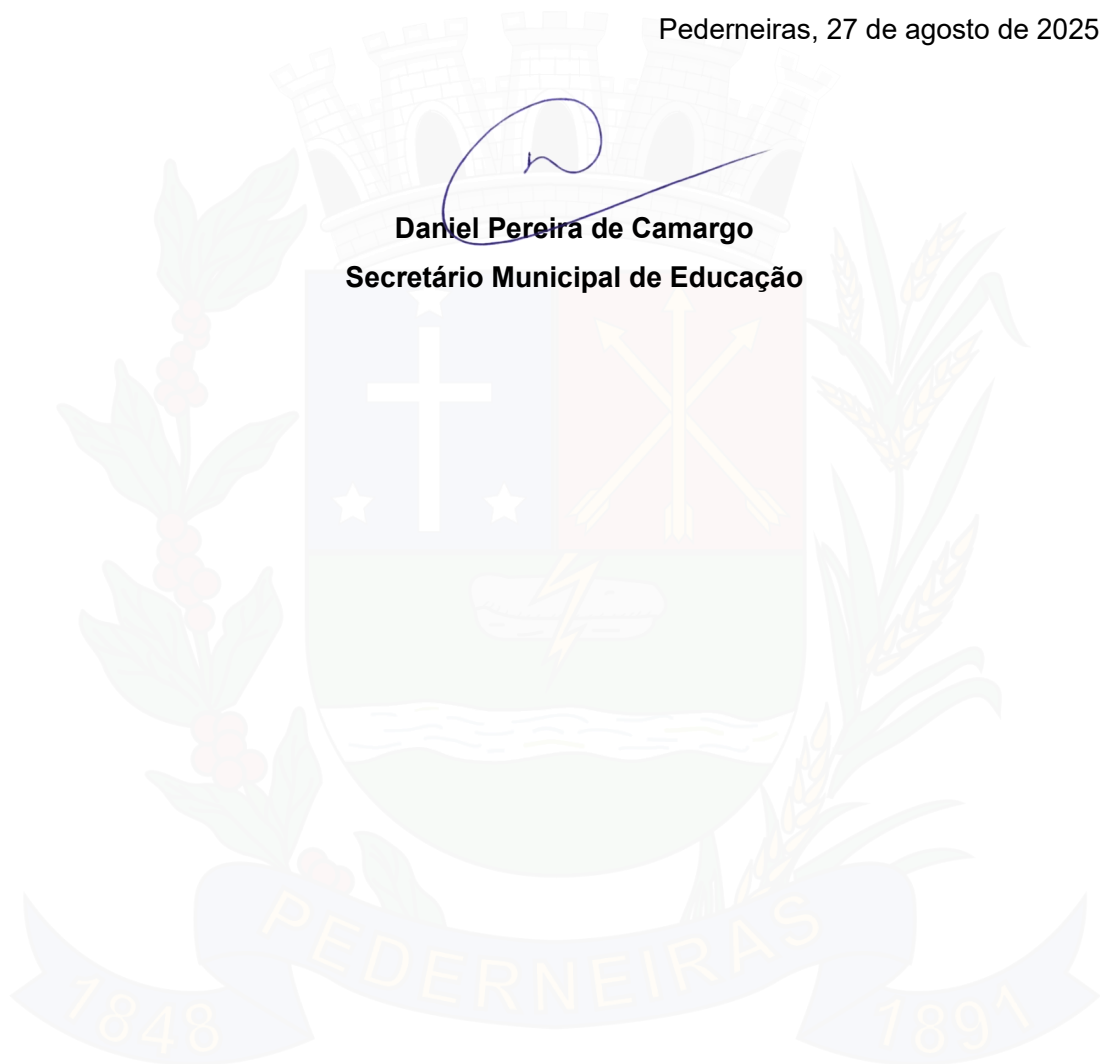 Pederneiras, 27 de agosto de 2025
Daniel Pereira de Camargo
Secretário Municipal de Educação
PEDERNEIRAS
1848
1891